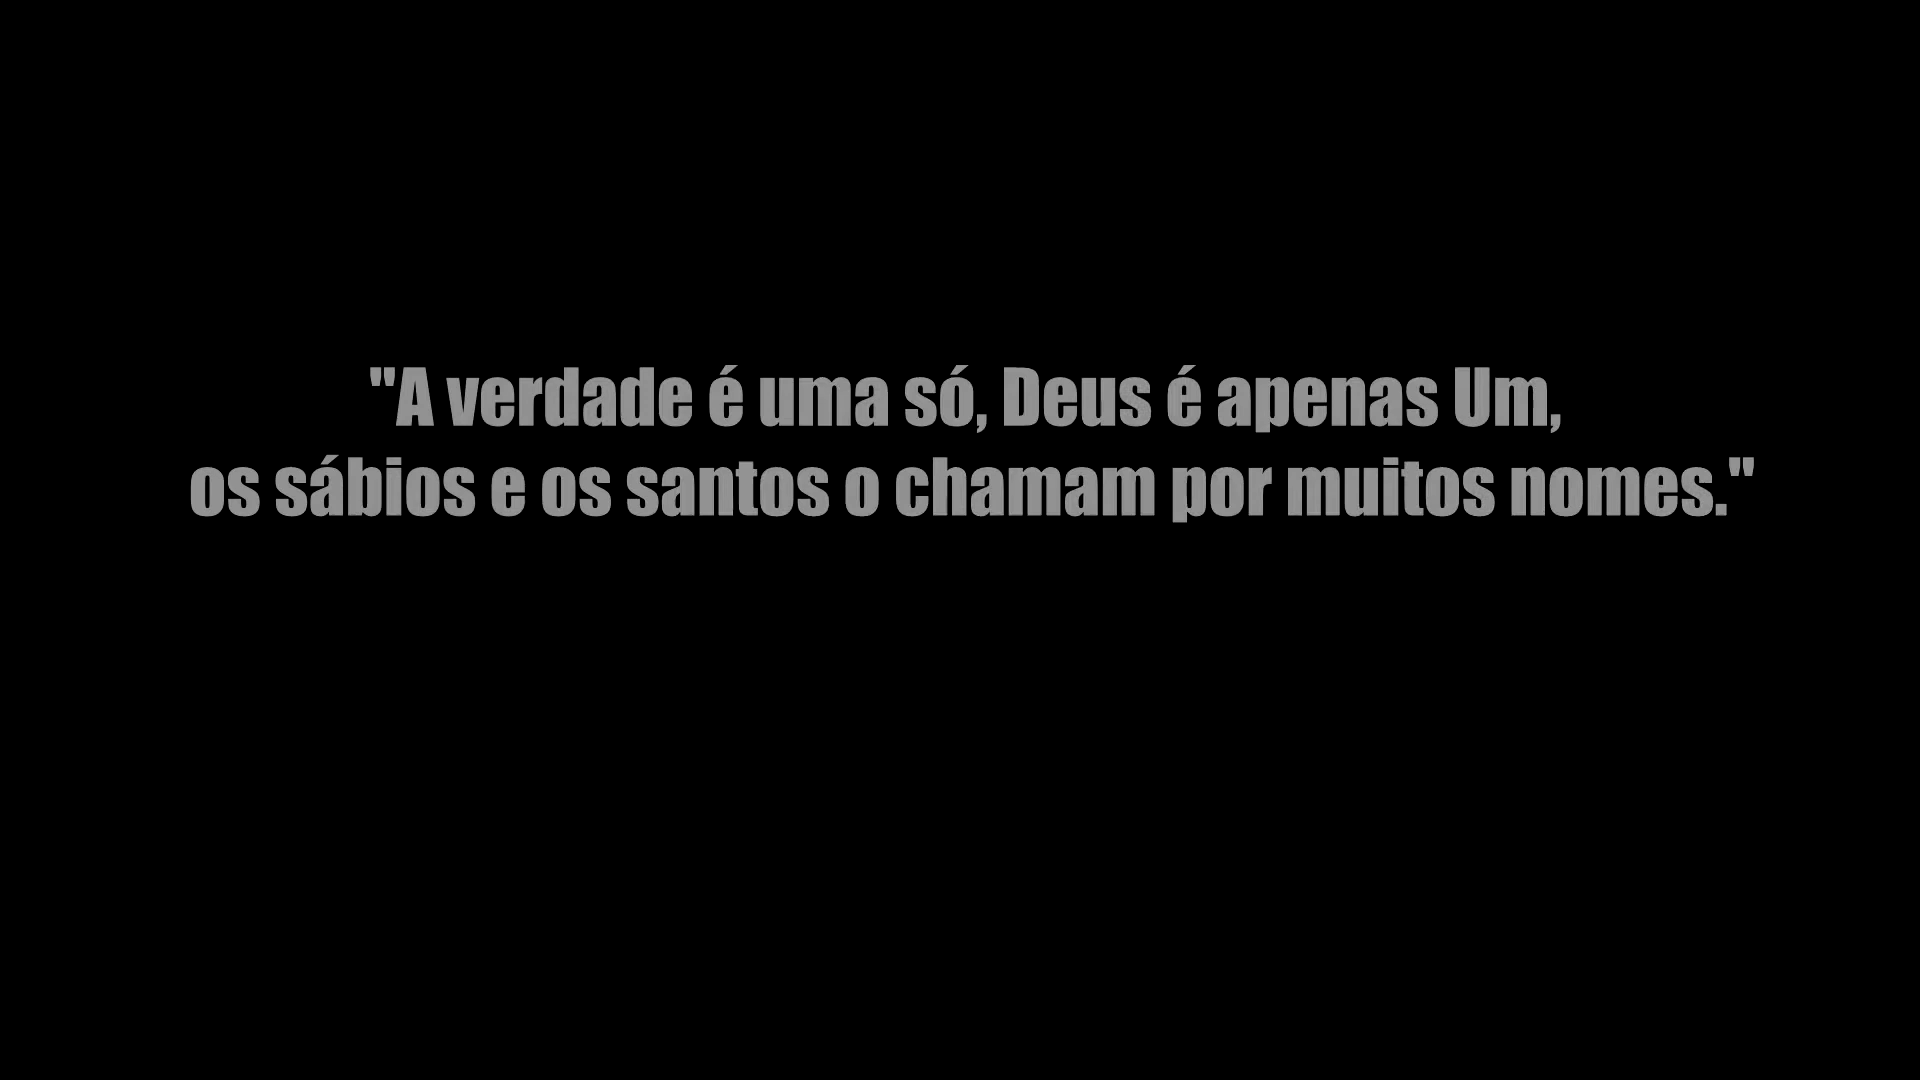 "A verdade é uma só, Deus é apenas Um,
os sábios e os santos o chamam por muitos nomes."